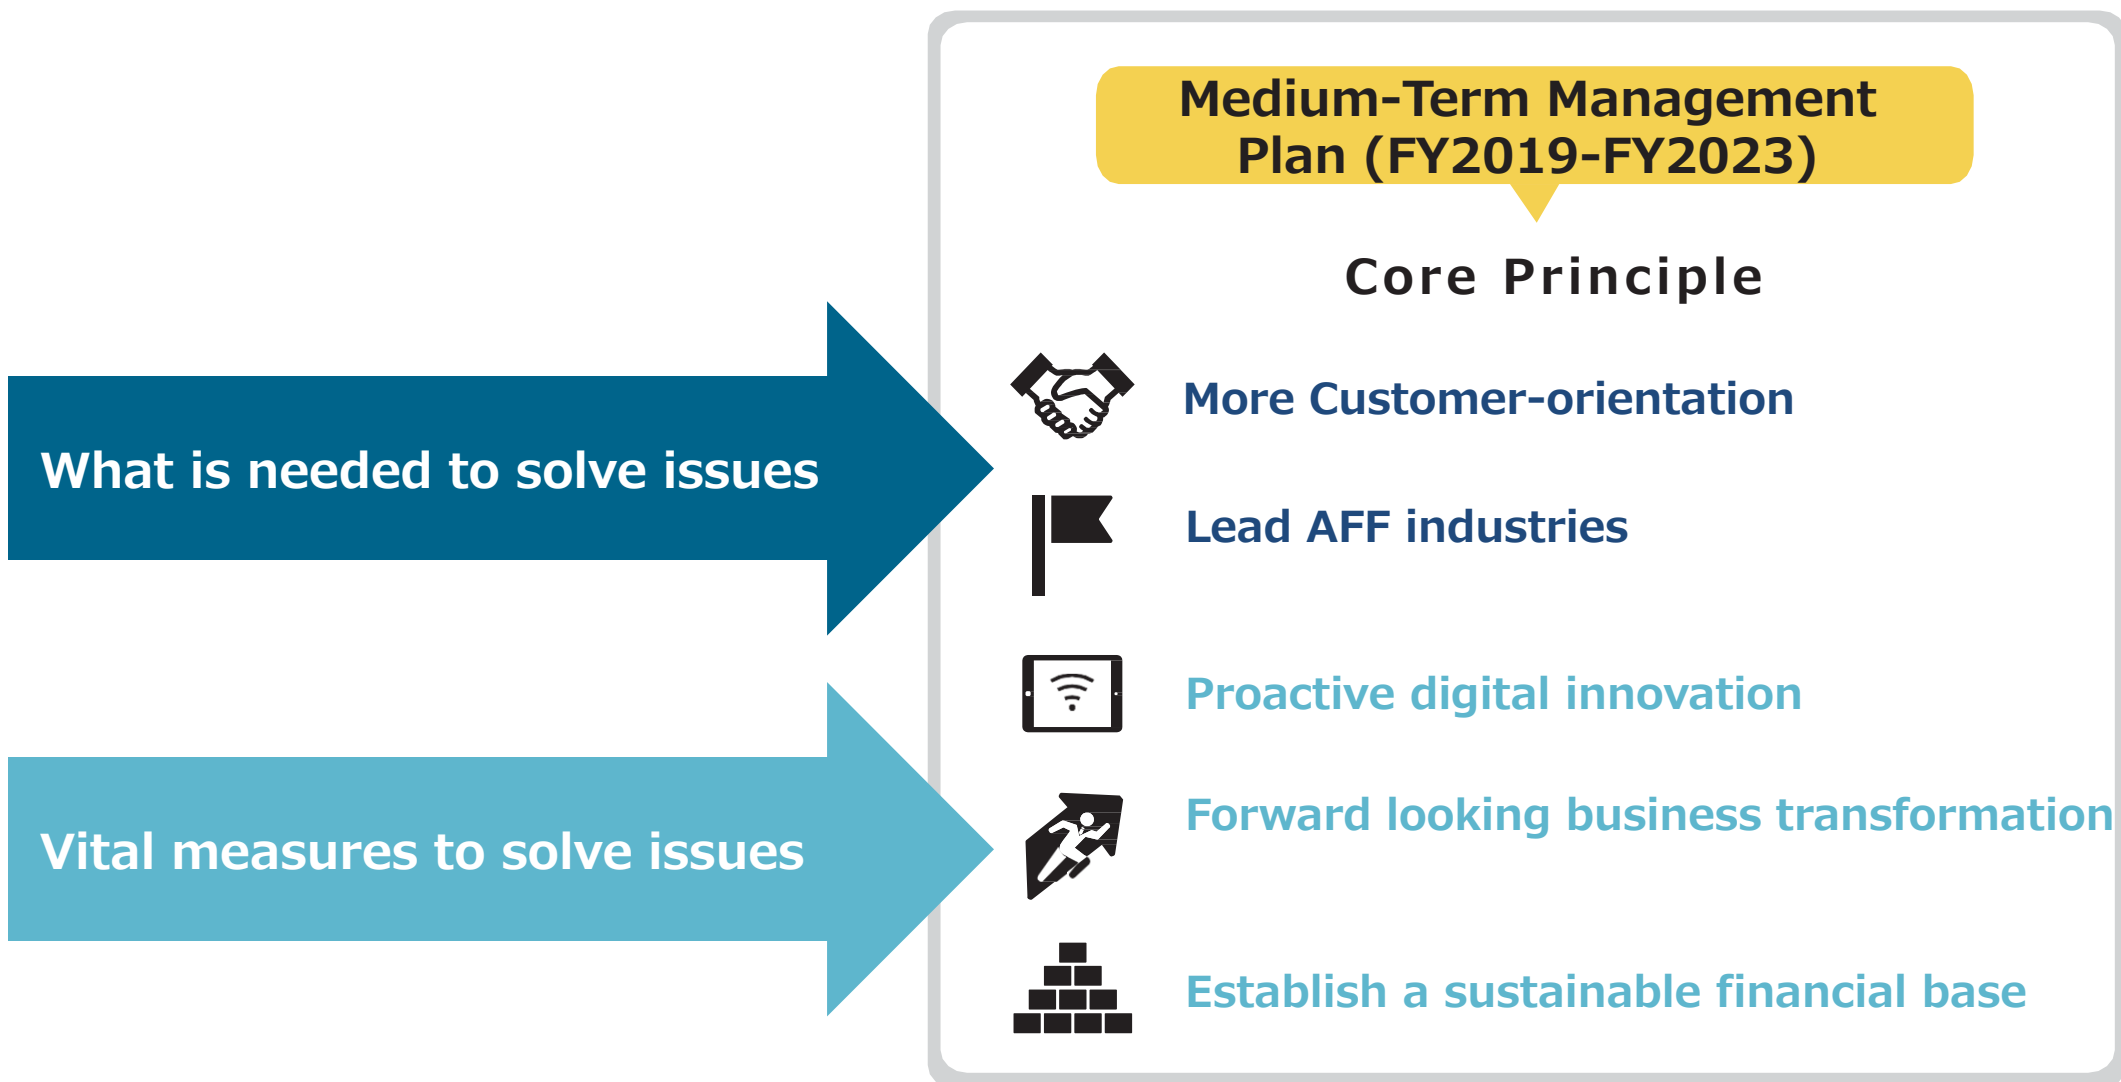 Medium-Term Management
Plan (FY2019-FY2023)
Core Principle
What is needed to solve issues
More Customer-orientation
Lead AFF industries
Vital measures to solve issues
Proactive digital innovation
Forward looking business transformation
Establish a sustainable financial base